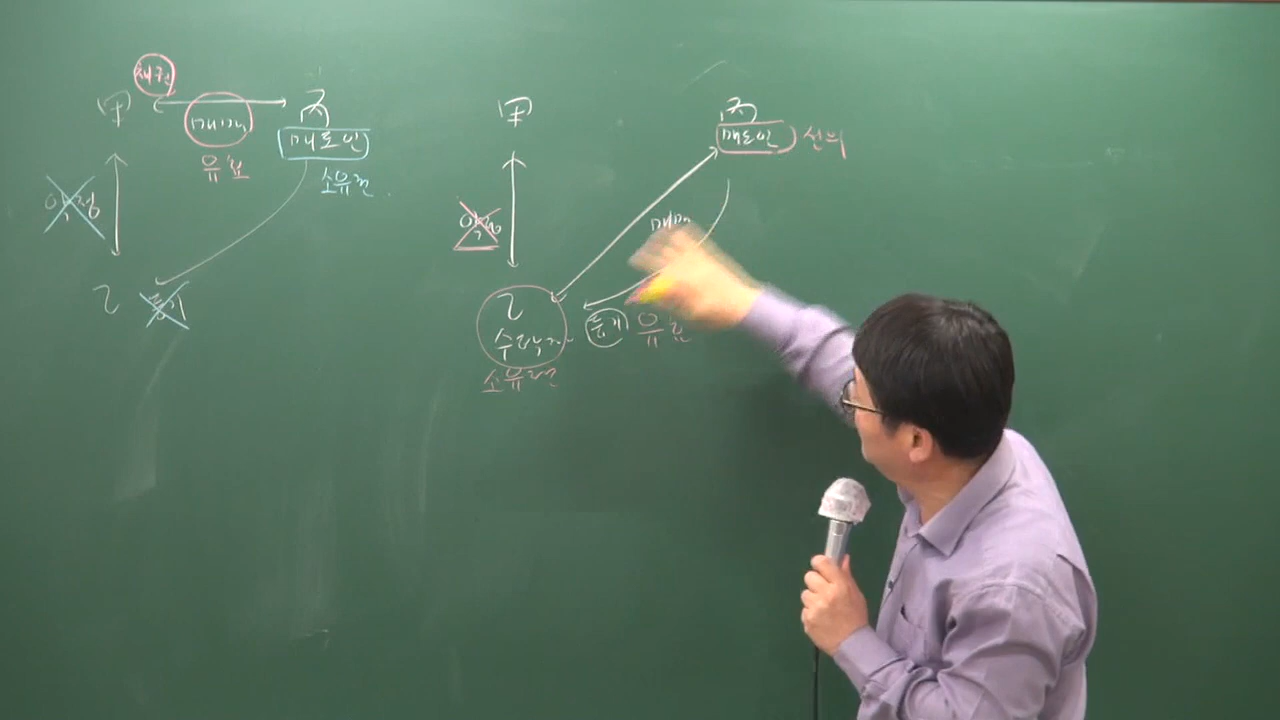 채권
甲
매매
유효
丙
매도인
소유권
약정
乙 등기
甲
丙
매도인 선의
약정
매매
乙
수탁자
등기 유효
소유권